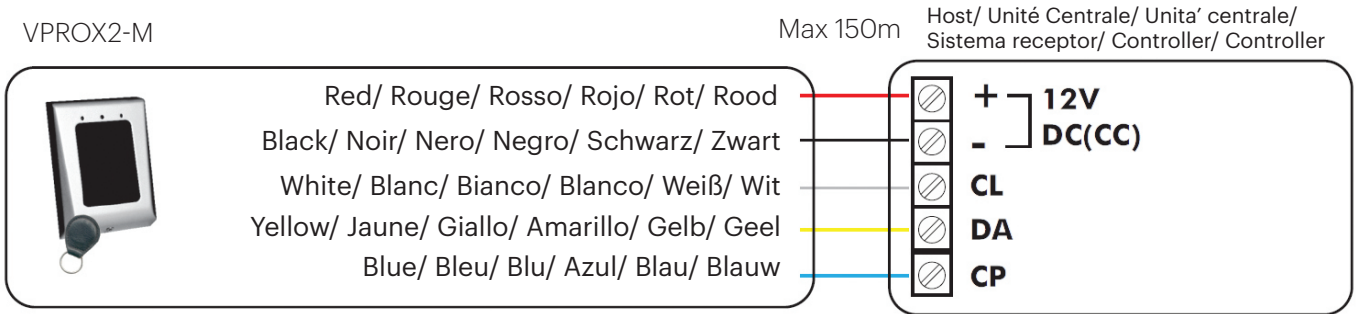 VPROX2-M
Max 150m
Host/ Unité Centrale/ Unita’ centrale/
Sistema receptor/ Controller/ Controller
Red/ Rouge/ Rosso/ Rojo/ Rot/ Rood
+
12V
Black/ Noir/ Nero/ Negro/ Schwarz/ Zwart
-
DC(CC)
White/ Blanc/ Bianco/ Blanco/ Weiß/ Wit
CL
Yellow/ Jaune/ Giallo/ Amarillo/ Gelb/ Geel
DA
Blue/ Bleu/ Blu/ Azul/ Blau/ Blauw
CP